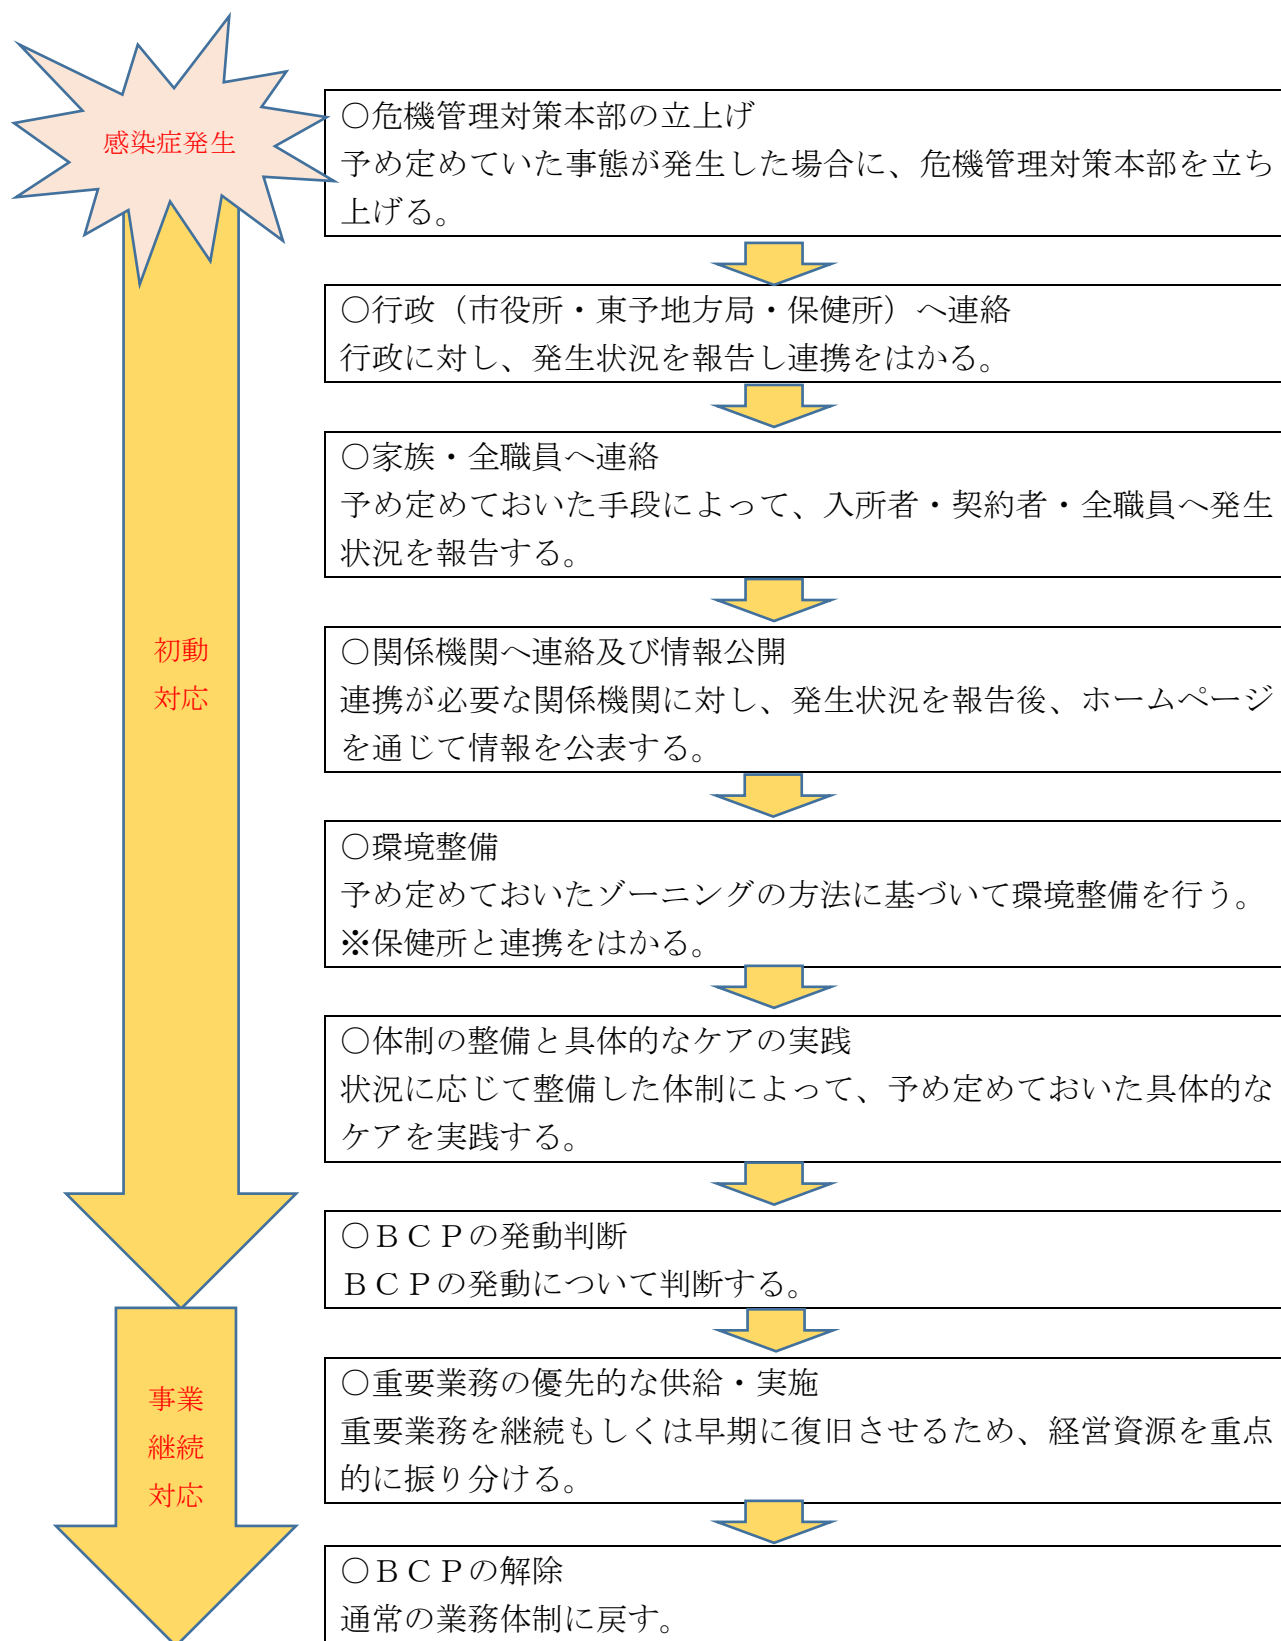 感染症発生
○危機管理対策本部の立上げ
予め定めていた事態が発生した場合に、危機管理対策本部を立ち
上げる。
○行政（市役所・東予地方局・保健所）へ連絡
行政に対し、発生状況を報告し連携をはかる。
○家族・全職員へ連絡
予め定めておいた手段によって、入所者・契約者・全職員へ発生
状況を報告する。
初動
対応
○関係機関へ連絡及び情報公開
連携が必要な関係機関に対し、発生状況を報告後、ホームページ
を通じて情報を公表する。
○環境整備
予め定めておいたゾーニングの方法に基づいて環境整備を行う。
※保健所と連携をはかる。
○体制の整備と具体的なケアの実践
状況に応じて整備した体制によって、予め定めておいた具体的な
ケアを実践する。
○ＢＣＰの発動判断
ＢＣＰの発動について判断する。
事業
継続
対応
○重要業務の優先的な供給・実施
重要業務を継続もしくは早期に復旧させるため、経営資源を重点
的に振り分ける。
○ＢＣＰの解除
通常の業務体制に戻す。